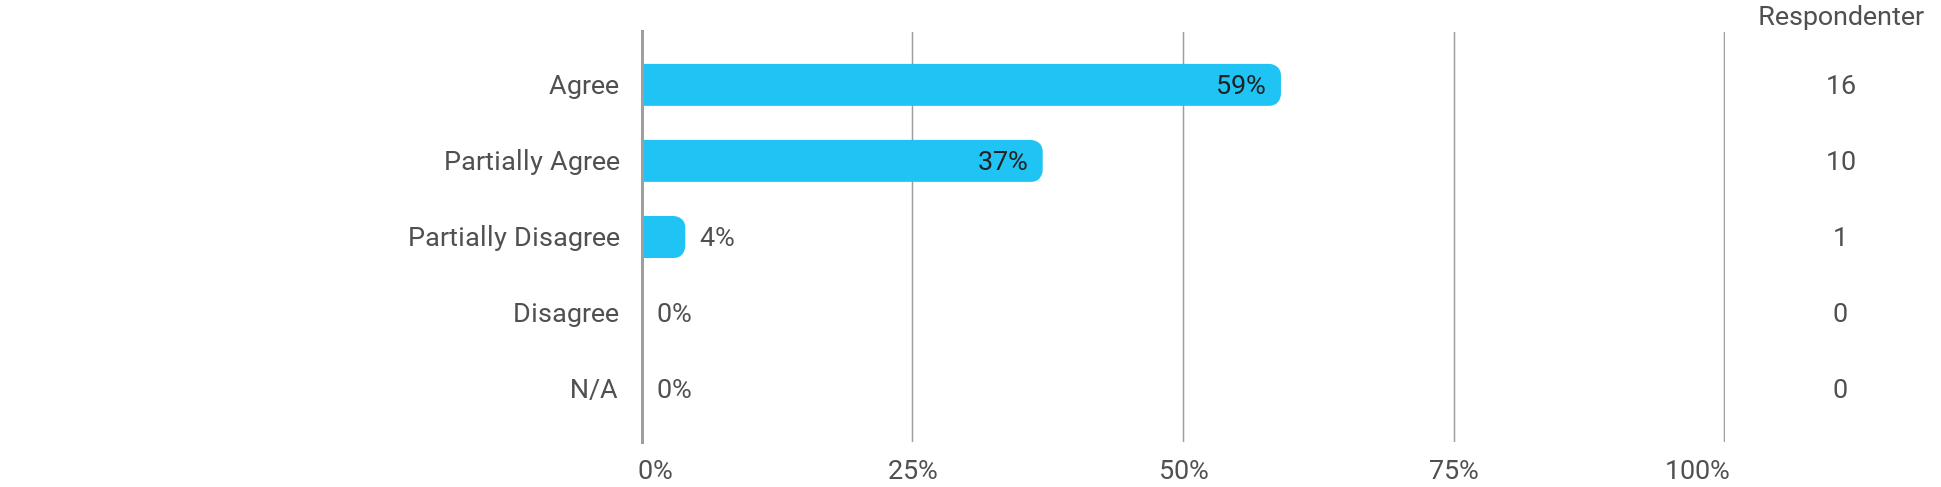 Respondenter
Agree 59% 16
Partially Agree 37% 10
Partially Disagree 4% 1
Disagree 0% 0
N/A 0% 0
0% 25% 50% 75% 100%